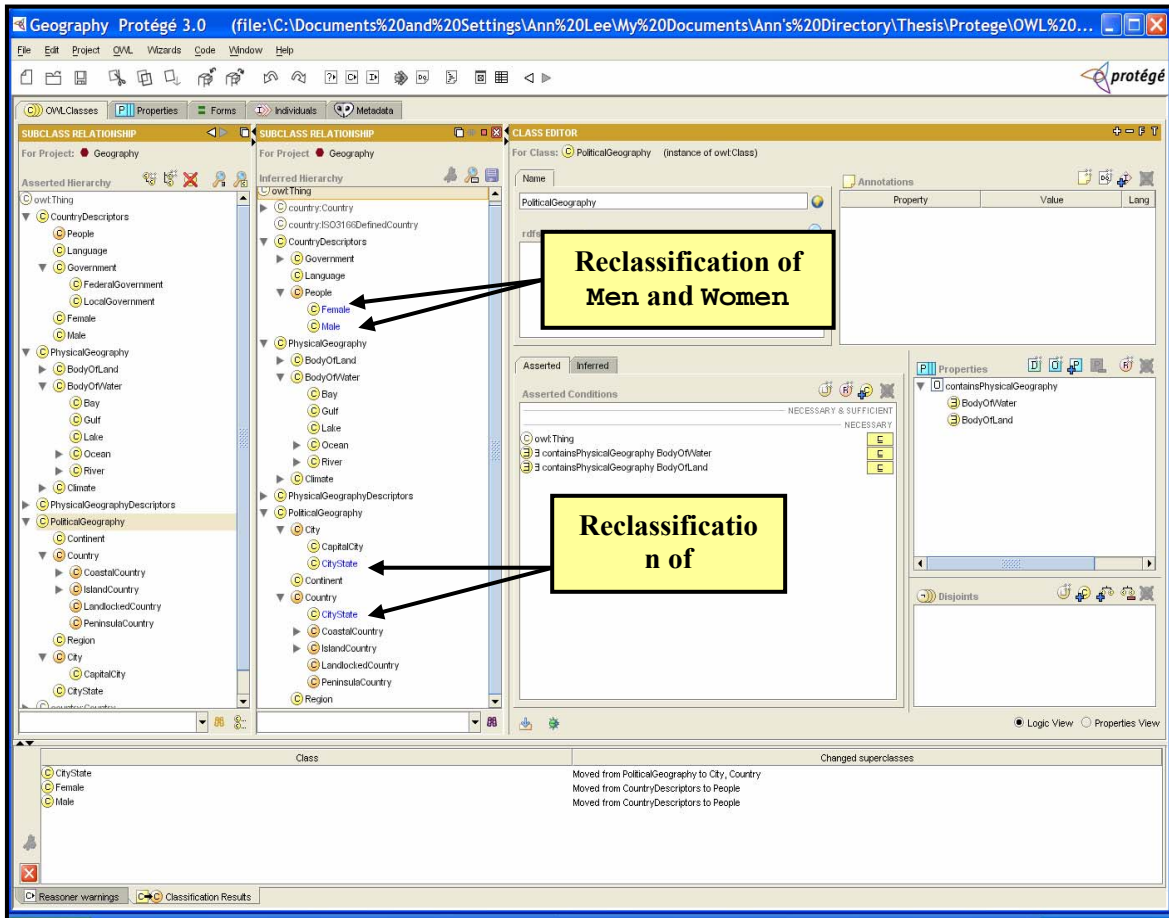 Geography Protégé 3.0 (file:\C:\Documents%20and%20Settings\Ann%20Lee\My%20Documents\Ann's%20Directory\Thesis\Protege\OWL%20...
File Edit Project OWL Wizards Code Window Help
protégé
OWLClasses Properties Forms Individuals Metadata
SUBCLASS RELATIONSHIP
For Project: Geography
Asserted Hierarchy
owl:Thing
CountryDescriptors
People
Language
Government
FederalGovernment
LocalGovernment
Female
Male
PhysicalGeography
BodyOfLand
BodyOfWater
Bay
Gulf
Lake
Ocean
River
Climate
PhysicalGeographyDescriptors
PoliticalGeography
Continent
Country
CoastalCountry
IslandCountry
LandlockedCountry
PeninsulaCountry
Region
City
CapitalCity
CityState
country:Country
SUBCLASS RELATIONSHIP
For Project Geography
Inferred Hierarchy
owl:Thing
country:Country
country:ISO3166DefinedCountry
CountryDescriptors
Government
Language
People
Female
Male
PhysicalGeography
BodyOfLand
BodyOfWater
Bay
Gulf
Lake
Ocean
River
Climate
PhysicalGeographyDescriptors
PoliticalGeography
City
CapitalCity
CityState
Continent
Country
CityState
CoastalCountry
IslandCountry
LandlockedCountry
PeninsulaCountry
Region
CLASS EDITOR
For Class: PoliticalGeography (instance of owl:Class)
Name
PoliticalGeography
rdfs
Annotations
Property Value Lang
Reclassification of
Men and Women
Asserted Inferred
Asserted Conditions
NECESSARY & SUFFICIENT
NECESSARY
owl:Thing
∃ containsPhysicalGeography BodyOfWater
∃ containsPhysicalGeography BodyOfLand
Reclassificatio
n of
Properties
containsPhysicalGeography
BodyOfWater
BodyOfLand
Disjoints
Logic View Properties View
Class Changed superclasses
CityState Moved from PoliticalGeography to City, Country
Female Moved from CountryDescriptors to People
Male Moved from CountryDescriptors to People
Reasoner warnings Classification Results